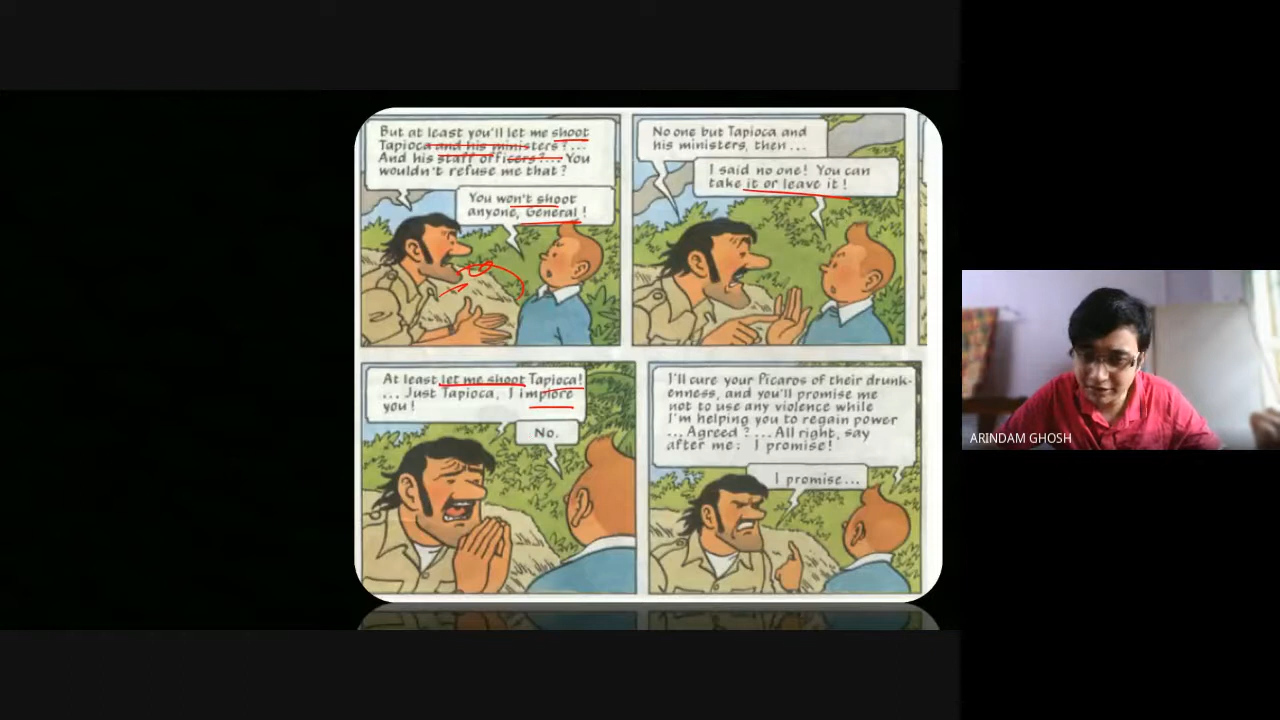 But at least you'll let me shoot
Tapioca and his ministers?...
And his staff officers?... You
wouldn't refuse me that?
You won't shoot
anyone, General!
No one but Tapioca and
his ministers, then...
I said no one! You can
take it or leave it!
At least let me shoot Tapioca!
... Just Tapioca, I implore
you!
No.
I'll cure your Picaros of their drunk-
enness, and you'll promise me
not to use any violence while
I'm helping you to regain power
... Agreed?... All right, say
after me: I promise!
I promise...
ARINDAM GHOSH